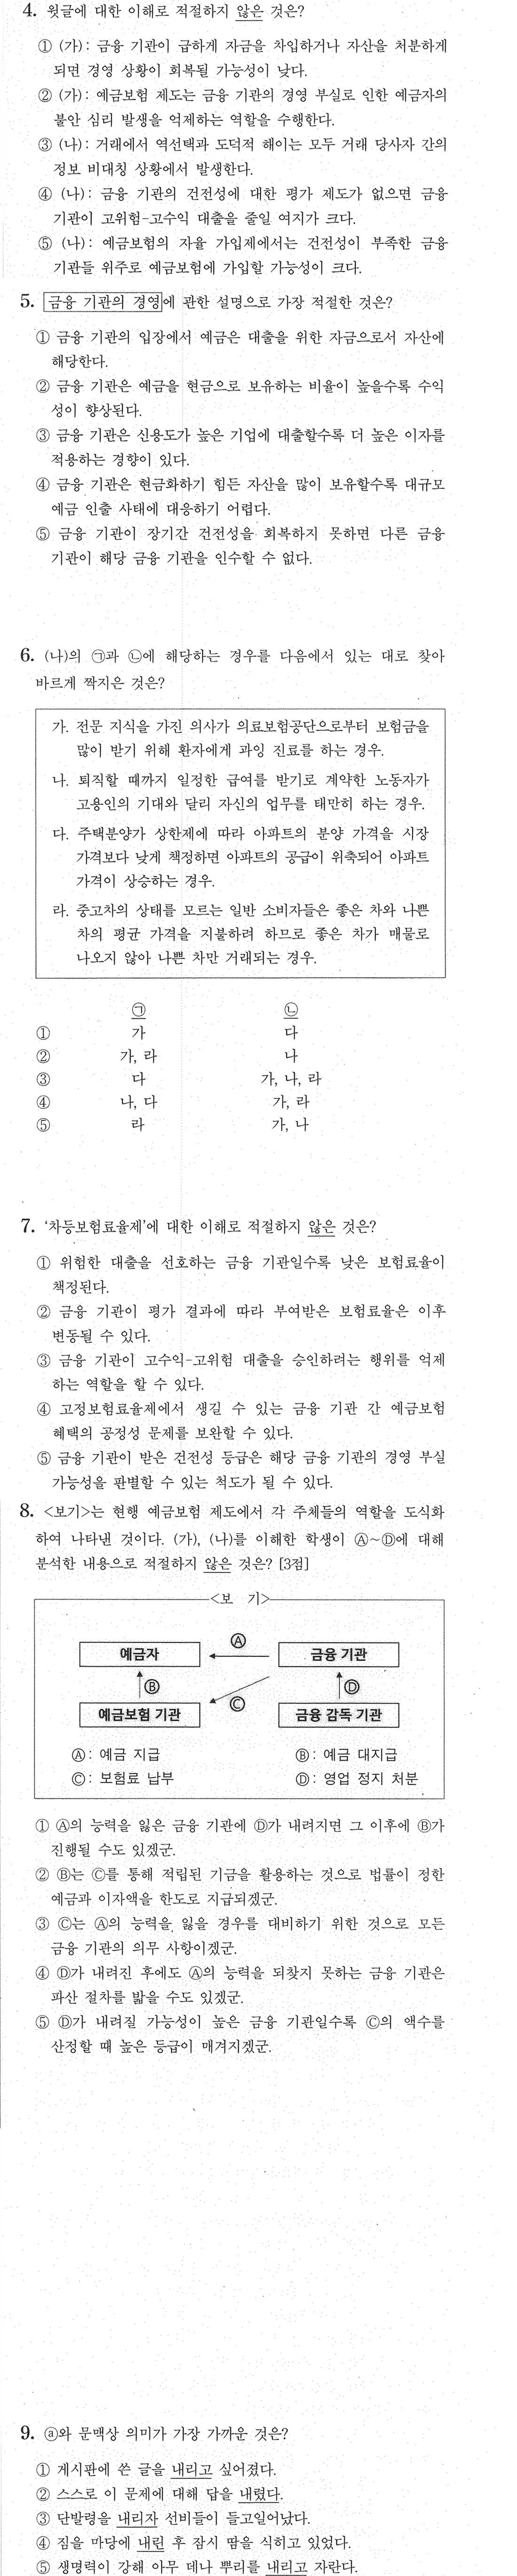 4. 윗글에 대한 이해로 적절하지 않은 것은?
① (가): 금융 기관이 급하게 자금을 차입하거나 자산을 처분하게
되면 경영 상황이 회복될 가능성이 낮다.
② (가): 예금보험 제도는 금융 기관의 경영 부실로 인한 예금자의
불안 심리 발생을 억제하는 역할을 수행한다.
③ (나): 거래에서 역선택과 도덕적 해이는 모두 거래 당사자 간의
정보 비대칭 상황에서 발생한다.
④ (나): 금융 기관의 건전성에 대한 평가 제도가 없으면 금융
기관이 고위험-고수익 대출을 줄일 여지가 크다.
⑤ (나): 예금보험의 자율 가입제에서는 건전성이 부족한 금융
기관들 위주로 예금보험에 가입할 가능성이 크다.
5. 금융 기관의 경영에 관한 설명으로 가장 적절한 것은?
① 금융 기관의 입장에서 예금은 대출을 위한 자금으로서 자산에
해당한다.
② 금융 기관은 예금을 현금으로 보유하는 비율이 높을수록 수익
성이 향상된다.
③ 금융 기관은 신용도가 높은 기업에 대출할수록 더 높은 이자를
적용하는 경향이 있다.
④ 금융 기관은 현금화하기 힘든 자산을 많이 보유할수록 대규모
예금 인출 사태에 대응하기 어렵다.
⑤ 금융 기관이 장기간 건전성을 회복하지 못하면 다른 금융
기관이 해당 금융 기관을 인수할 수 없다.
6. (나)의 ㉠과 ㉡에 해당하는 경우를 다음에서 있는 대로 찾아
바르게 짝지은 것은?
가. 전문 지식을 가진 의사가 의료보험공단으로부터 보험금을
많이 받기 위해 환자에게 과잉 진료를 하는 경우.
나. 퇴직할 때까지 일정한 급여를 받기로 계약한 노동자가
고용인의 기대와 달리 자신의 업무를 태만히 하는 경우.
다. 주택분양가 상한제에 따라 아파트의 분양 가격을 시장
가격보다 낮게 책정하면 아파트의 공급이 위축되어 아파트
가격이 상승하는 경우.
라. 중고차의 상태를 모르는 일반 소비자들은 좋은 차와 나쁜
차의 평균 가격을 지불하려 하므로 좋은 차가 매물로
나오지 않아 나쁜 차만 거래되는 경우.
㉠ ㉡
① 가 다
② 가, 라 나
③ 다 가, 나, 라
④ 나, 다 가, 라
⑤ 라 가, 나
7. '차등보험료율제'에 대한 이해로 적절하지 않은 것은?
① 위험한 대출을 선호하는 금융 기관일수록 낮은 보험료율이
책정된다.
② 금융 기관이 평가 결과에 따라 부여받은 보험료율은 이후
변동될 수 있다.
③ 금융 기관이 고수익-고위험 대출을 승인하려는 행위를 억제
하는 역할을 할 수 있다.
④ 고정보험료율제에서 생길 수 있는 금융 기관 간 예금보험
혜택의 공정성 문제를 보완할 수 있다.
⑤ 금융 기관이 받은 건전성 등급은 해당 금융 기관의 경영 부실
가능성을 판별할 수 있는 척도가 될 수 있다.
8. <보기>는 현행 예금보험 제도에서 각 주체들의 역할을 도식화
하여 나타낸 것이다. (가), (나)를 이해한 학생이 Ⓐ~Ⓓ에 대해
분석한 내용으로 적절하지 않은 것은? [3점]
<보 기>
예금자 Ⓐ 금융 기관
Ⓑ Ⓒ Ⓓ
예금보험 기관 금융 감독 기관
Ⓐ: 예금 지급 Ⓑ: 예금 대지급
Ⓒ: 보험료 납부 Ⓓ: 영업 정지 처분
① Ⓐ의 능력을 잃은 금융 기관에 Ⓓ가 내려지면 그 이후에 Ⓑ가
진행될 수도 있겠군.
② Ⓑ는 Ⓒ를 통해 적립된 기금을 활용하는 것으로 법률이 정한
예금과 이자액을 한도로 지급되겠군.
③ Ⓒ는 Ⓐ의 능력을 잃을 경우를 대비하기 위한 것으로 모든
금융 기관의 의무 사항이겠군.
④ Ⓓ가 내려진 후에도 Ⓐ의 능력을 되찾지 못하는 금융 기관은
파산 절차를 밟을 수도 있겠군.
⑤ Ⓓ가 내려질 가능성이 높은 금융 기관일수록 Ⓒ의 액수를
산정할 때 높은 등급이 매겨지겠군.
9. ⓐ와 문맥상 의미가 가장 가까운 것은?
① 게시판에 쓴 글을 내리고 싶어졌다.
② 스스로 이 문제에 대해 답을 내렸다.
③ 단발령을 내리자 선비들이 들고일어났다.
④ 짐을 마당에 내린 후 잠시 땀을 식히고 있었다.
⑤ 생명력이 강해 아무 데나 뿌리를 내리고 자란다.